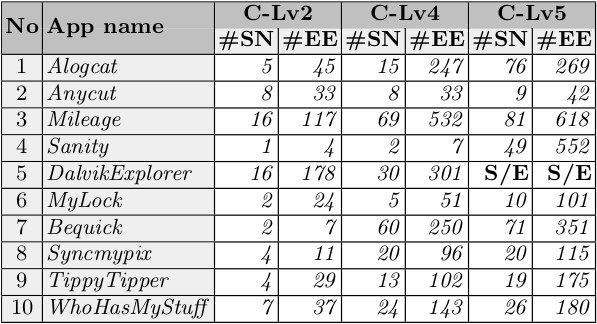 No App name C-Lv2 C-Lv4 C-Lv5
#SN #EE #SN #EE #SN #EE
1 Alogcat 5 45 15 247 76 269
2 Anycut 8 33 8 33 9 42
3 Mileage 16 117 69 532 81 618
4 Sanity 1 4 2 7 49 552
5 DalvikExplorer 16 178 30 301 S/E S/E
6 MyLock 2 24 5 51 10 101
7 Bequick 2 7 60 250 71 351
8 Syncmypix 4 11 20 96 20 115
9 TippyTipper 4 29 13 102 19 175
10 WhoHasMyStuff 7 37 24 143 26 180